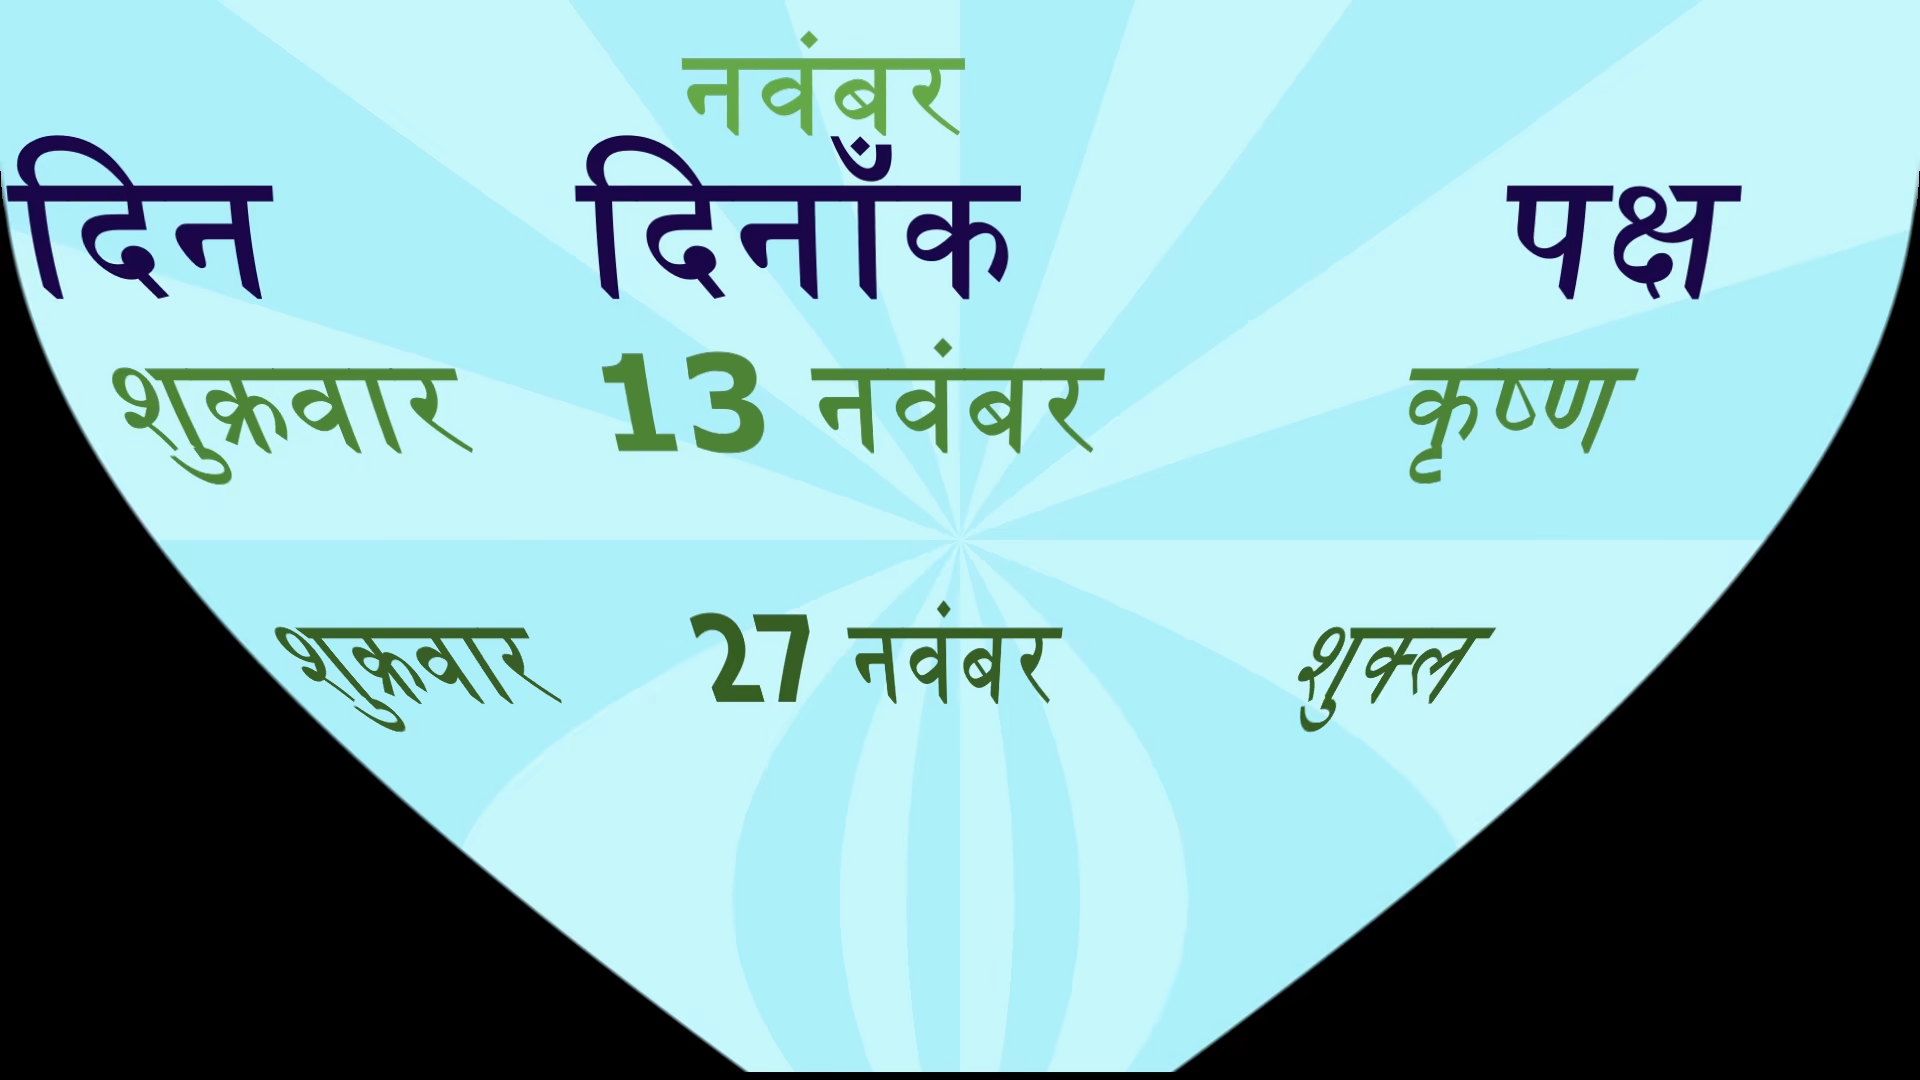 नवंबर
दिन दिनाँक पक्ष
शुक्रवार 13 नवंबर कृष्ण
शुक्रवार 27 नवंबर शुक्ल